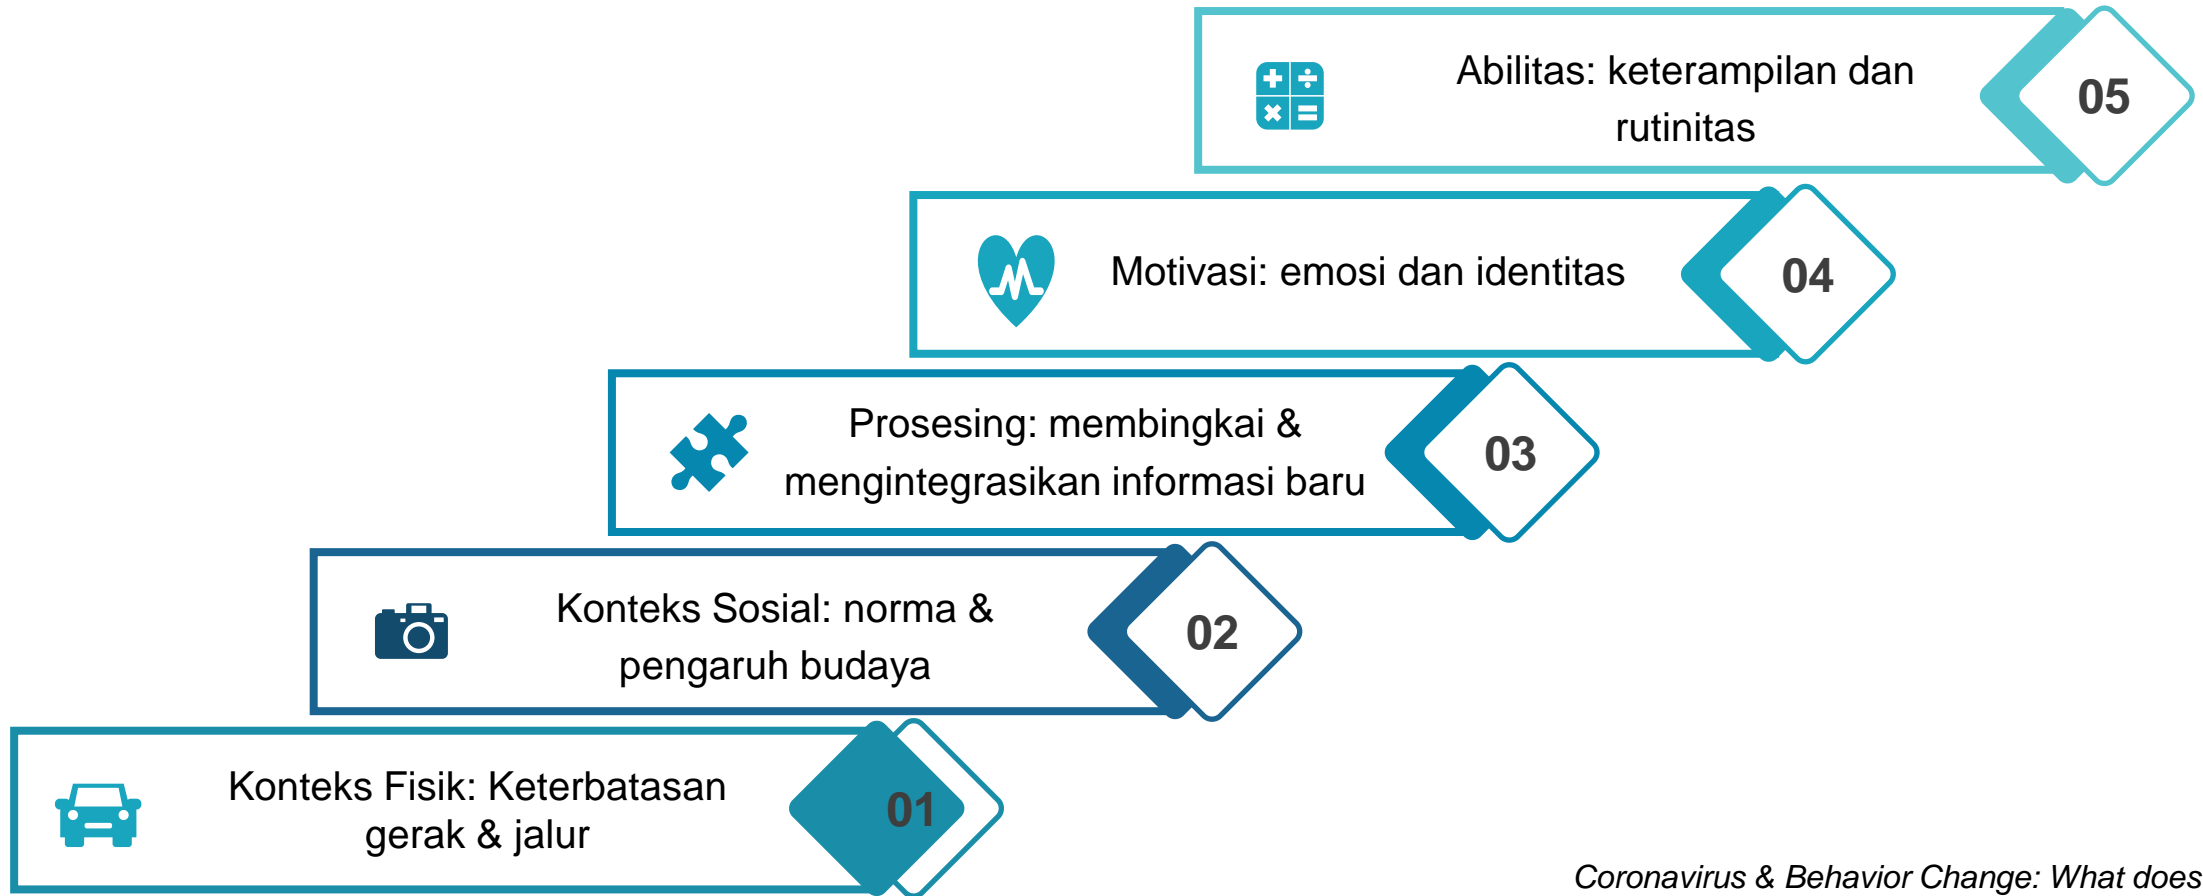 Abilitas: keterampilan dan
rutinitas
05
Motivasi: emosi dan identitas
04
Prosesing: membingkai &
mengintegrasikan informasi baru
03
Konteks Sosial: norma &
pengaruh budaya
02
Konteks Fisik: Keterbatasan
gerak & jalur
01
Coronavirus & Behavior Change: What does